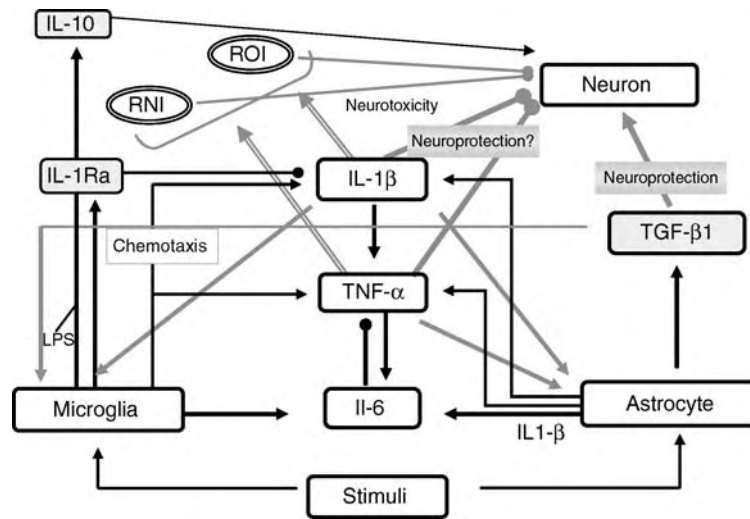 IL-10
ROI
Neuron
RNI
Neurotoxicity
Neuroprotection?
IL-1Ra
IL-1β
Neuroprotection
Chemotaxis
TGF-β1
TNF-α
LPS
Microglia
Il-6
Astrocyte
IL1-β
Stimuli